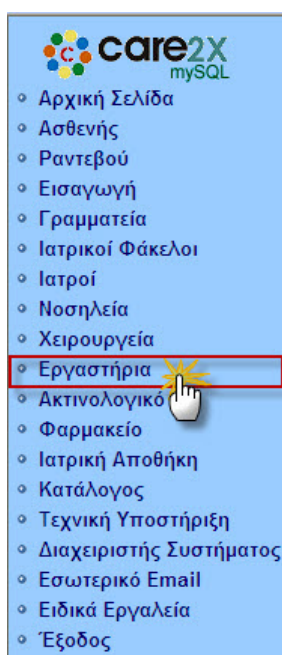 care2x
mySQL
Αρχική Σελίδα
Ασθενής
Ραντεβού
Εισαγωγή
Γραμματεία
Ιατρικοί Φάκελοι
Ιατροί
Νοσηλεία
Χειρουργεία
Εργαστήρια
Ακτινολογικό
Φαρμακείο
Ιατρική Αποθήκη
Κατάλογος
Τεχνική Υποστήριξη
Διαχειριστής Συστήματος
Εσωτερικό Email
Ειδικά Εργαλεία
Έξοδος